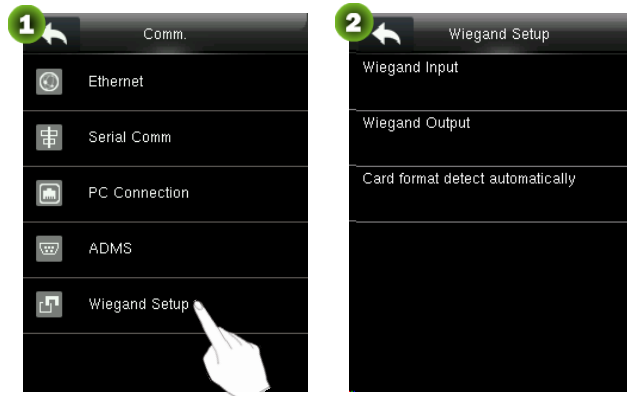 1
Comm.
Ethernet
Serial Comm
PC Connection
ADMS
Wiegand Setup
2
Wiegand Setup
Wiegand Input
Wiegand Output
Card format detect automatically